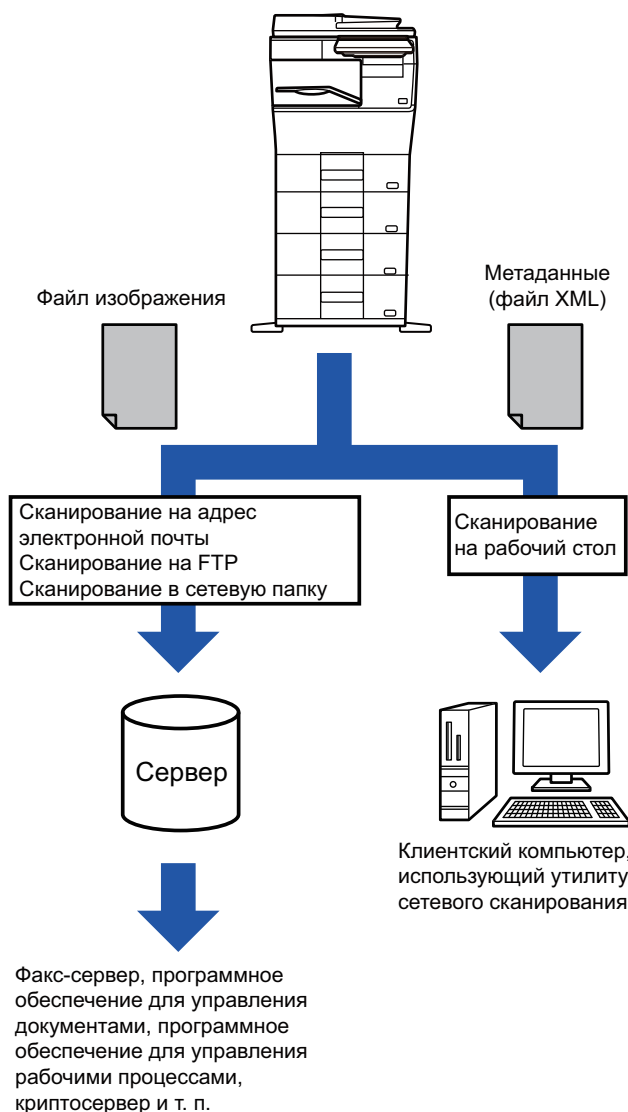 Файл изображения
Метаданные
(файл XML)
Сканирование на адрес
электронной почты
Сканирование на FTP
Сканирование в сетевую папку
Сканирование
на рабочий стол
Сервер
Клиентский компьютер,
использующий утилиту
сетевого сканирования
Факс-сервер, программное
обеспечение для управления
документами, программное
обеспечение для управления
рабочими процессами,
криптосервер и т. п.